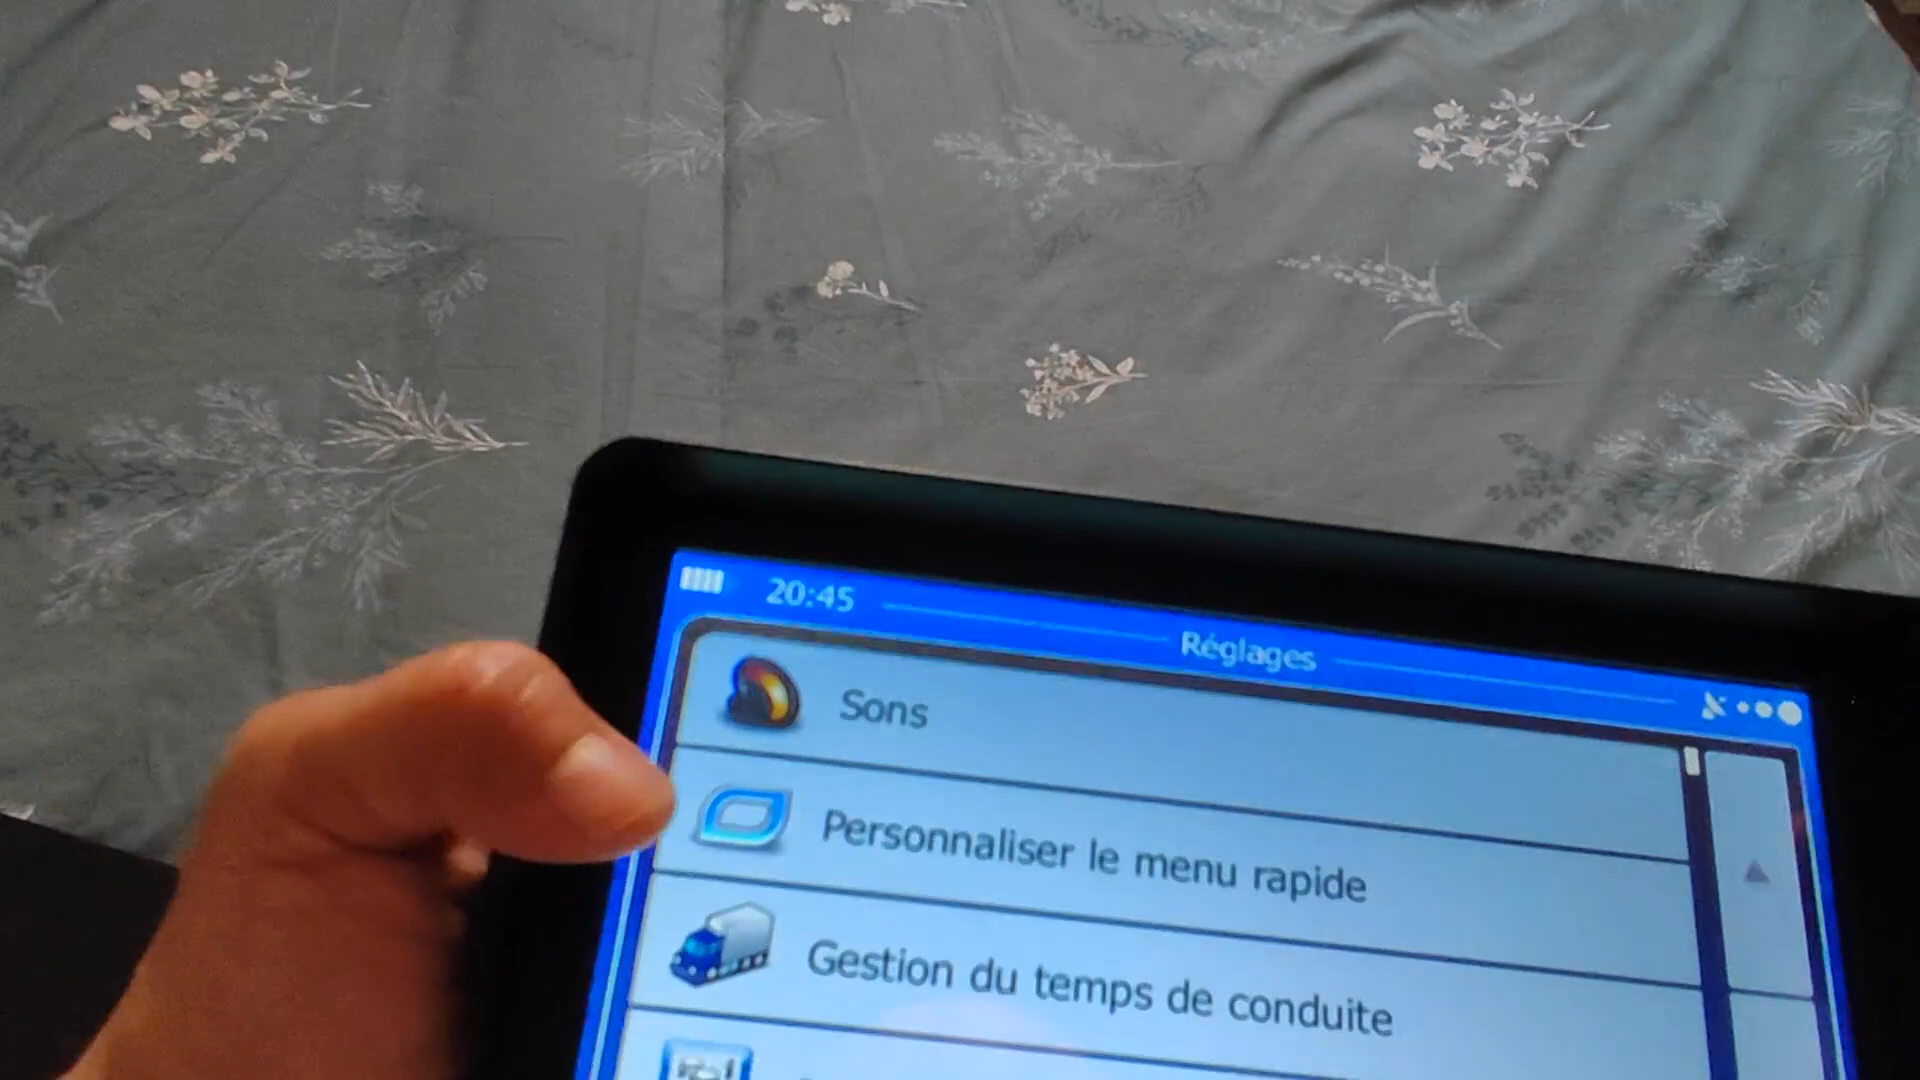 20:45
Réglages
Sons
Personnaliser le menu rapide
Gestion du temps de conduite